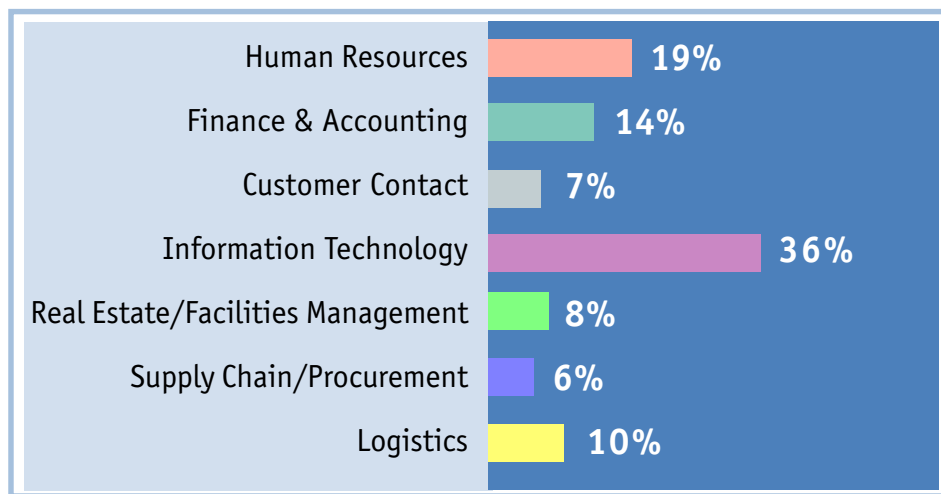 Human Resources 19%
Finance & Accounting 14%
Customer Contact 7%
Information Technology 36%
Real Estate/Facilities Management 8%
Supply Chain/Procurement 6%
Logistics 10%